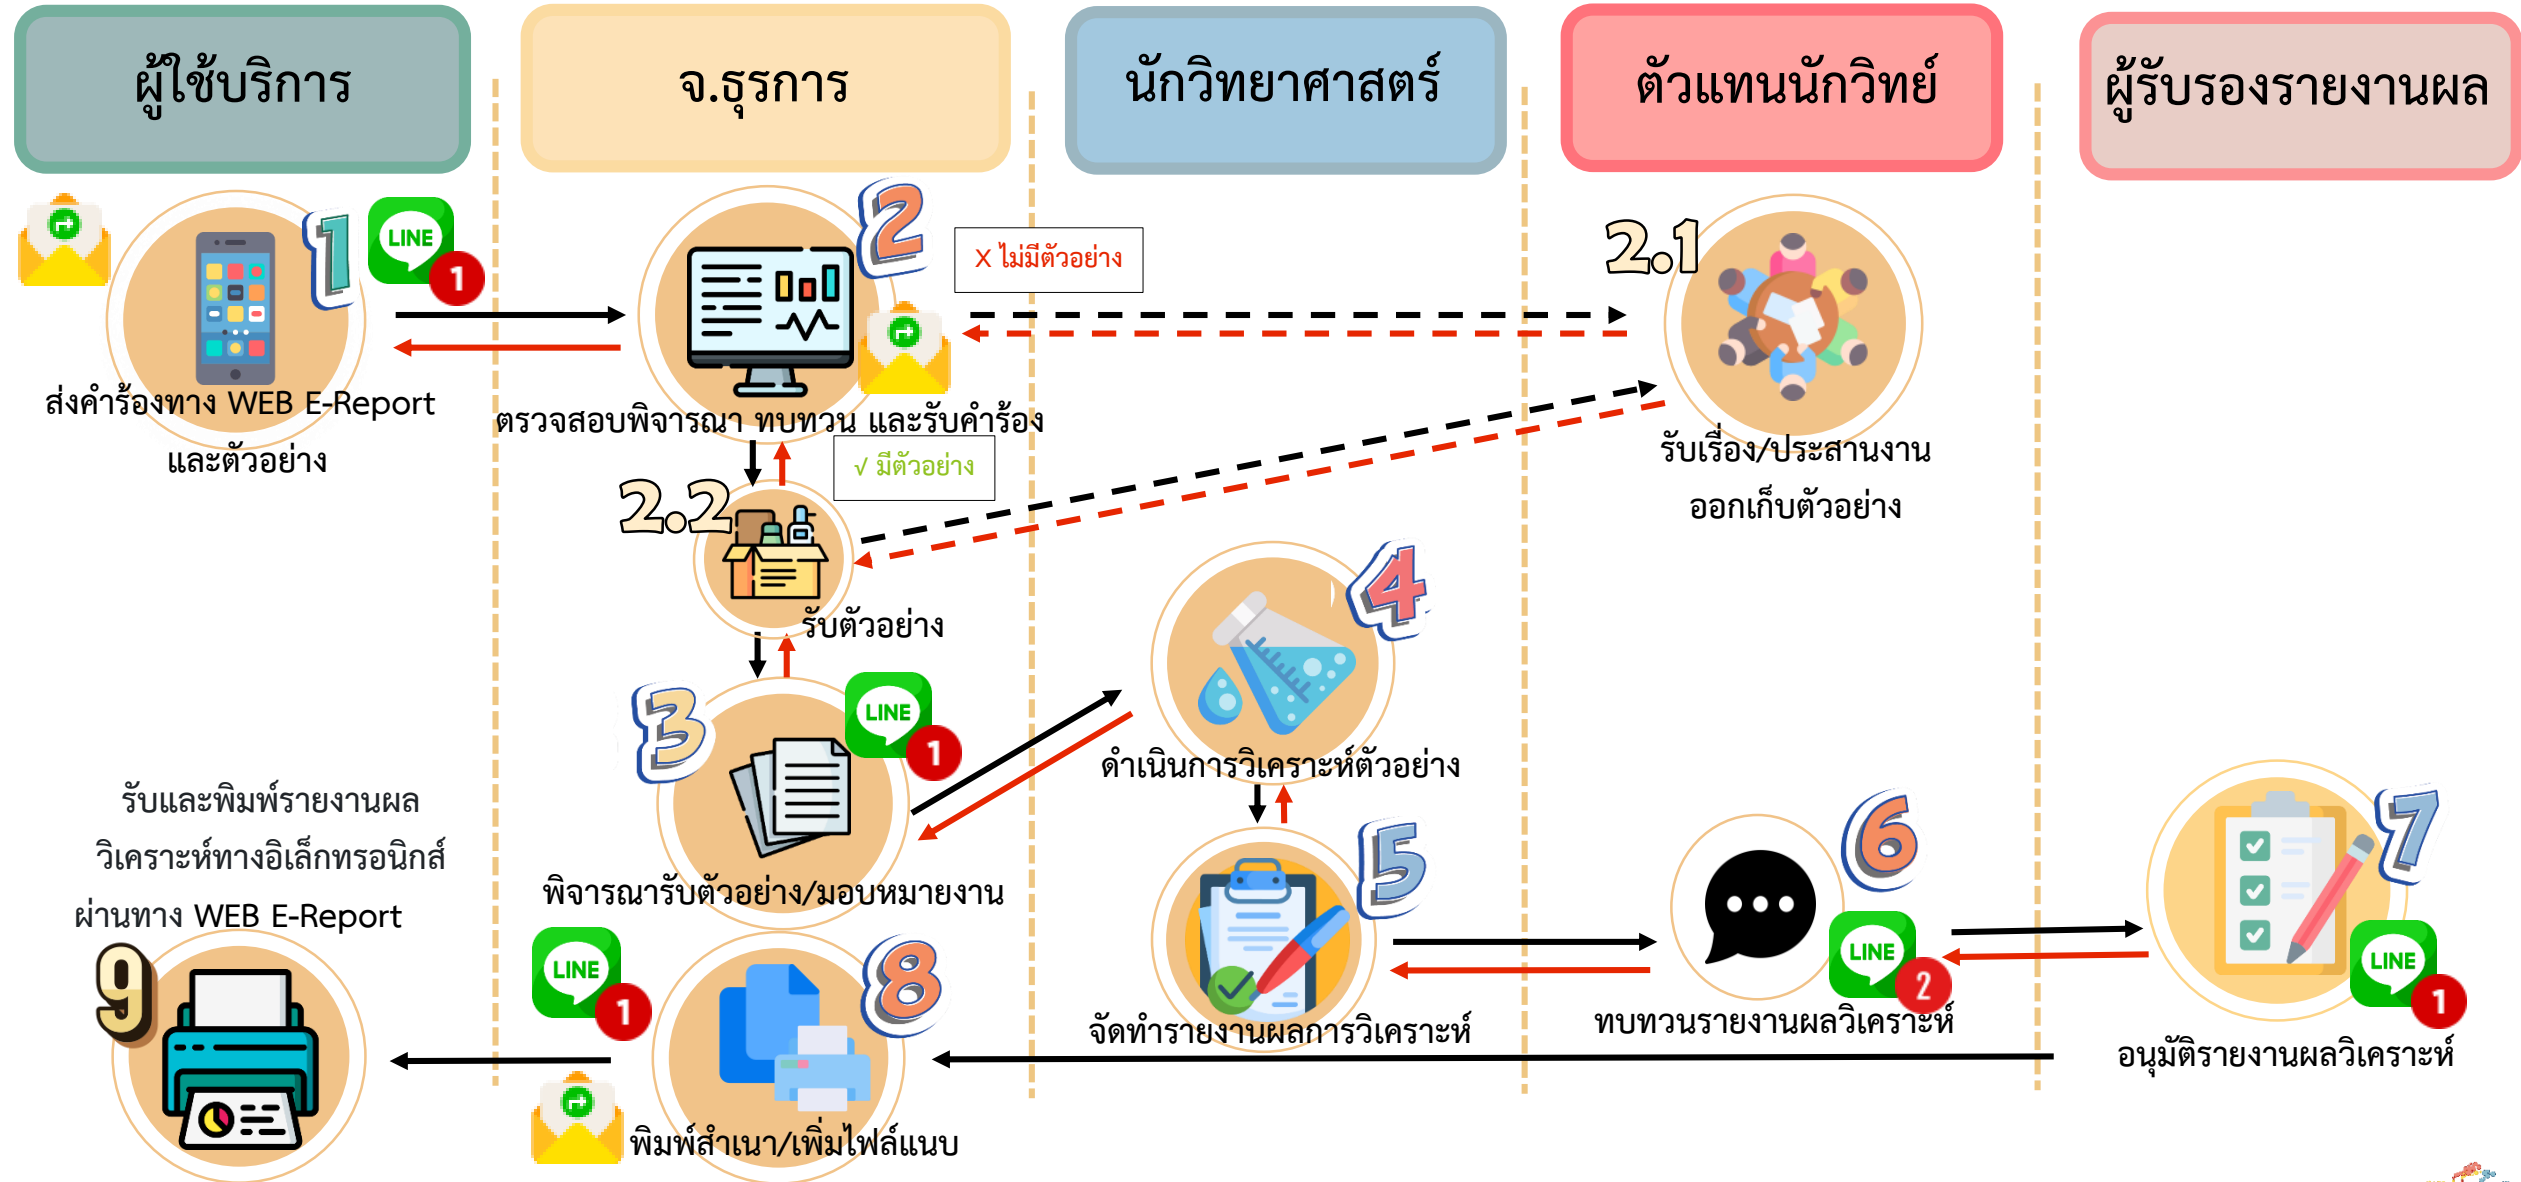 ผู้ใช้บริการ
จ.ธุรการ
นักวิทยาศาสตร์
ตัวแทนนักวิทย์
ผู้รับรองรายงานผล
1
LINE
1
ส่งคำร้องทาง WEB E-Report
และตัวอย่าง
2
X ไม่มีตัวอย่าง
ตรวจสอบพิจารณา ทบทวน และรับคำร้อง
√ มีตัวอย่าง
2.1
รับเรื่อง/ประสานงาน
ออกเก็บตัวอย่าง
2.2
รับตัวอย่าง
3
LINE
1
พิจารณารับตัวอย่าง/มอบหมายงาน
4
ดำเนินการวิเคราะห์ตัวอย่าง
5
จัดทำรายงานผลการวิเคราะห์
6
LINE
2
ทบทวนรายงานผลวิเคราะห์
7
LINE
1
อนุมัติรายงานผลวิเคราะห์
LINE
1
8
พิมพ์สำเนา/เพิ่มไฟล์แนบ
รับและพิมพ์รายงานผล
วิเคราะห์ทางอิเล็กทรอนิกส์
ผ่านทาง WEB E-Report
9